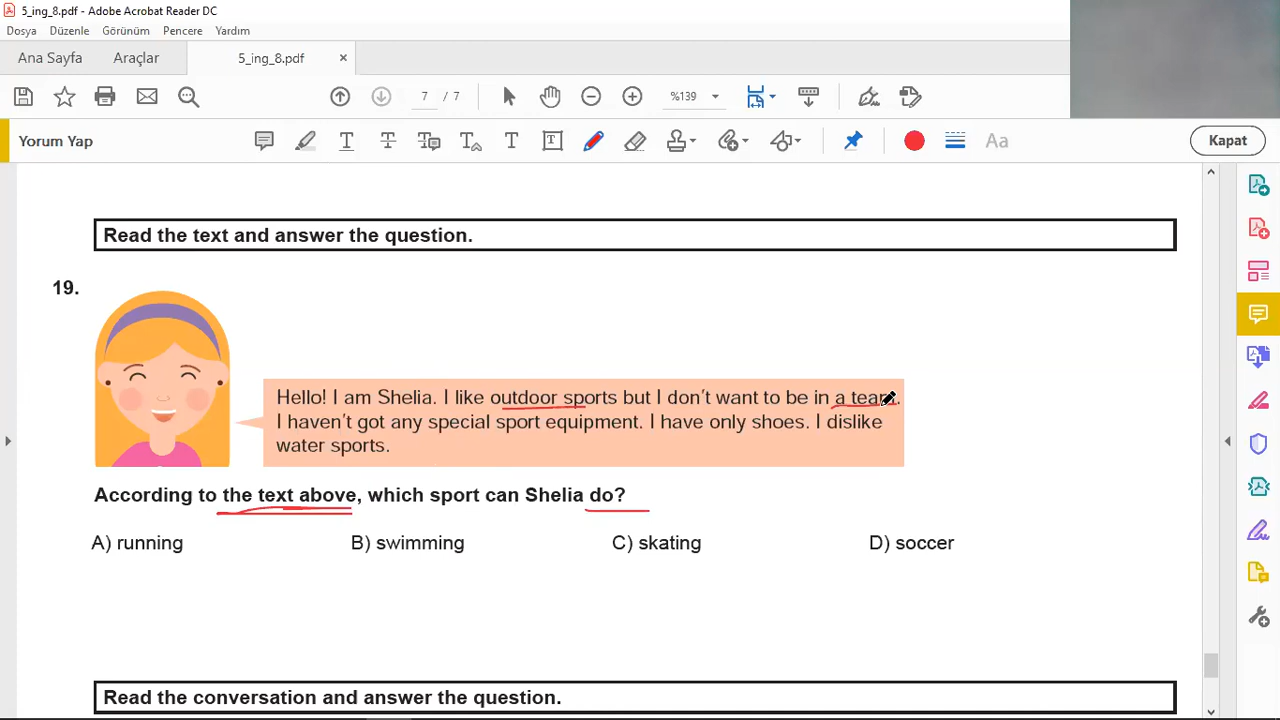 5_ing_8.pdf - Adobe Acrobat Reader DC
Dosya Düzenle Görünüm Pencere Yardım
Ana Sayfa Araçlar 5_ing_8.pdf ×
7 / 7 %139
Yorum Yap T T T T T T Aa Kapat
Read the text and answer the question.
19.
Hello! I am Shelia. I like outdoor sports but I don't want to be in a team.
I haven't got any special sport equipment. I have only shoes. I dislike
water sports.
According to the text above, which sport can Shelia do?
A) running B) swimming C) skating D) soccer
Read the conversation and answer the question.